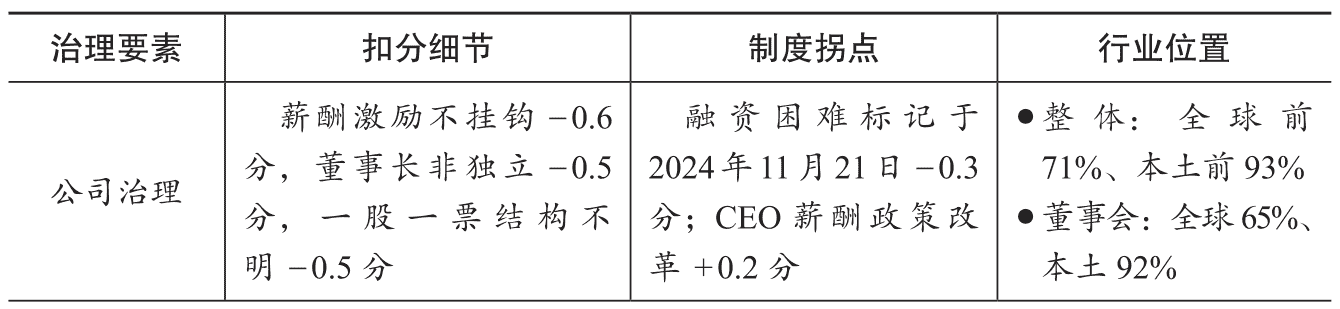 治理要素 扣分细节 制度拐点 行业位置
公司治理
薪酬激励不挂钩 −0.6
分，董事长非独立 −0.5
分，一股一票结构不
明 −0.5 分
融资困难标记于
2024 年 11 月 21 日 −0.3
分；CEO 薪酬政策改
革 +0.2 分
●整体：全球前
71%、本土前 93%
●董事会：全球 65%、
本土 92%